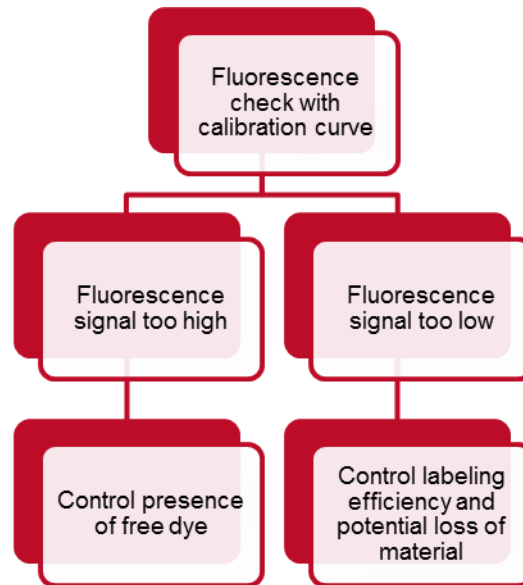 Fluorescence
check with
calibration curve
Fluorescence
signal too high
Fluorescence
signal too low
Control presence
of free dye
Control labeling
efficiency and
potential loss of
material